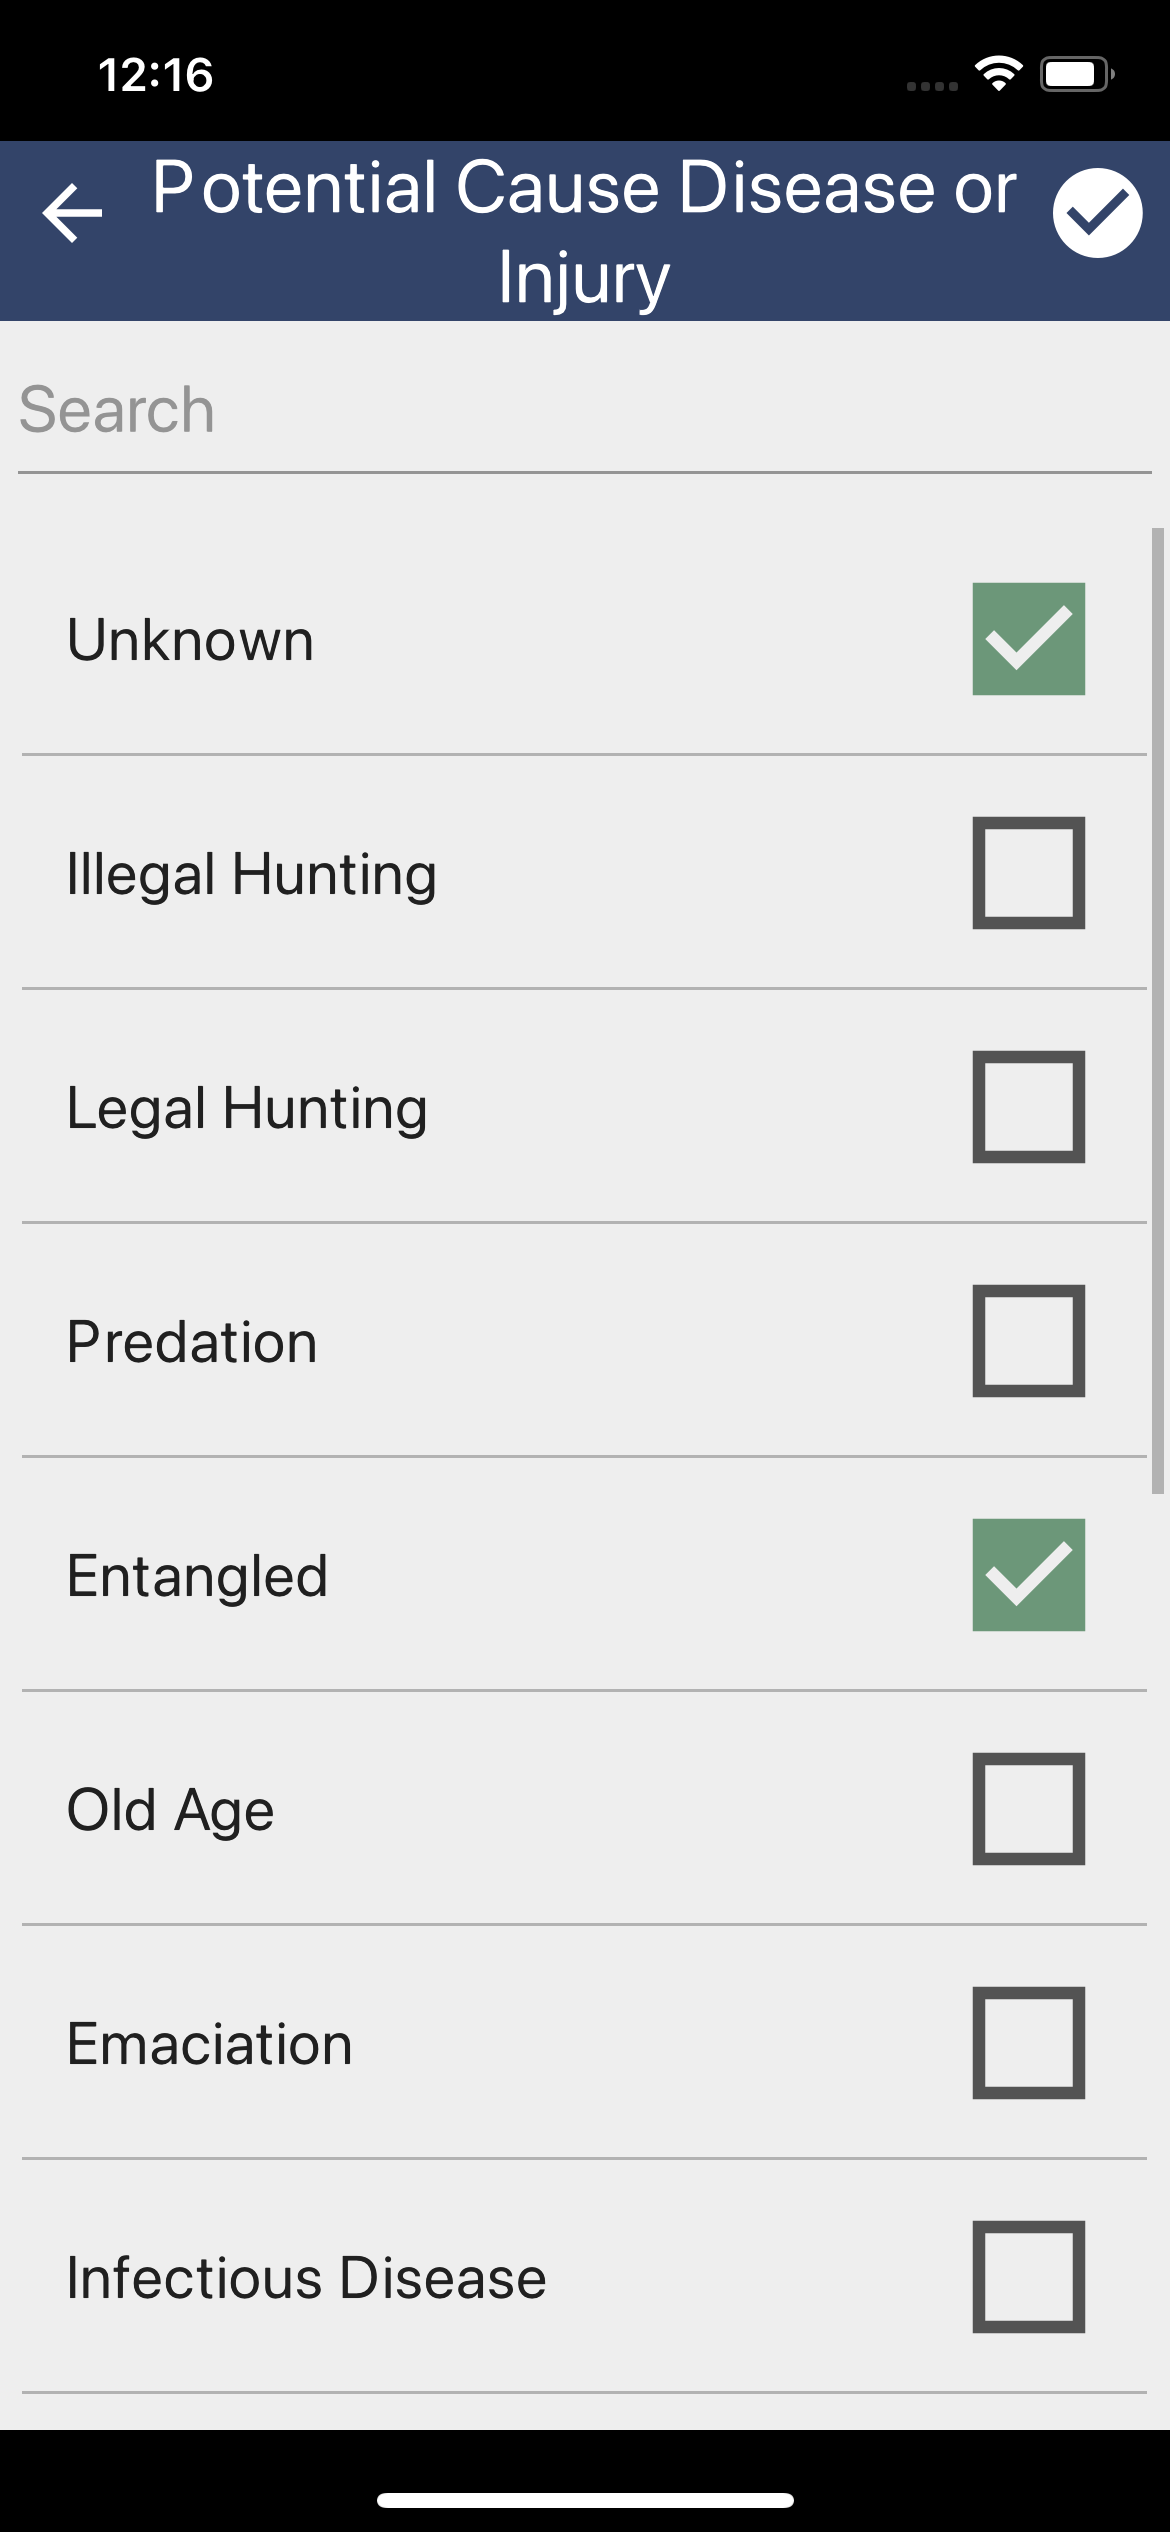 12:16
Potential Cause Disease or
Injury
Search
Unknown
Illegal Hunting
Legal Hunting
Predation
Entangled
Old Age
Emaciation
Infectious Disease